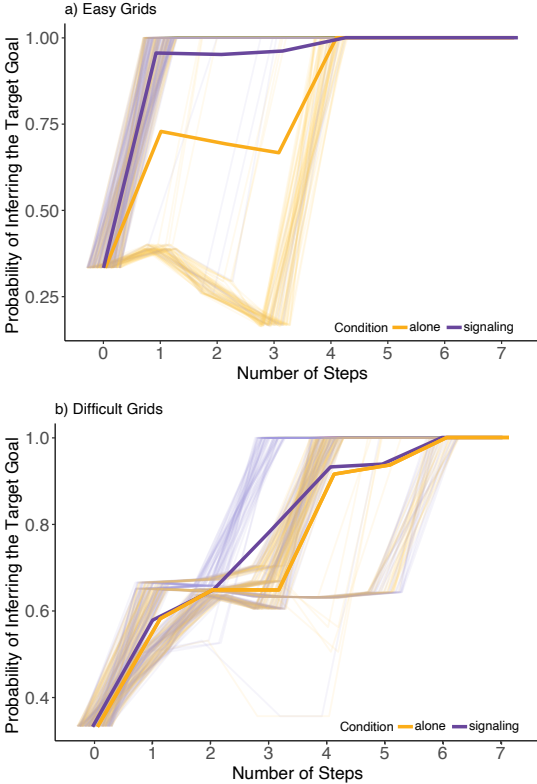 a) Easy Grids
Probability of Inferring the Target Goal
1.00
0.75
0.50
0.25
Condition alone signaling
0 1 2 3 4 5 6 7
Number of Steps
b) Difficult Grids
Probability of Inferring the Target Goal
1.0
0.8
0.6
0.4
Condition alone signaling
0 1 2 3 4 5 6 7
Number of Steps